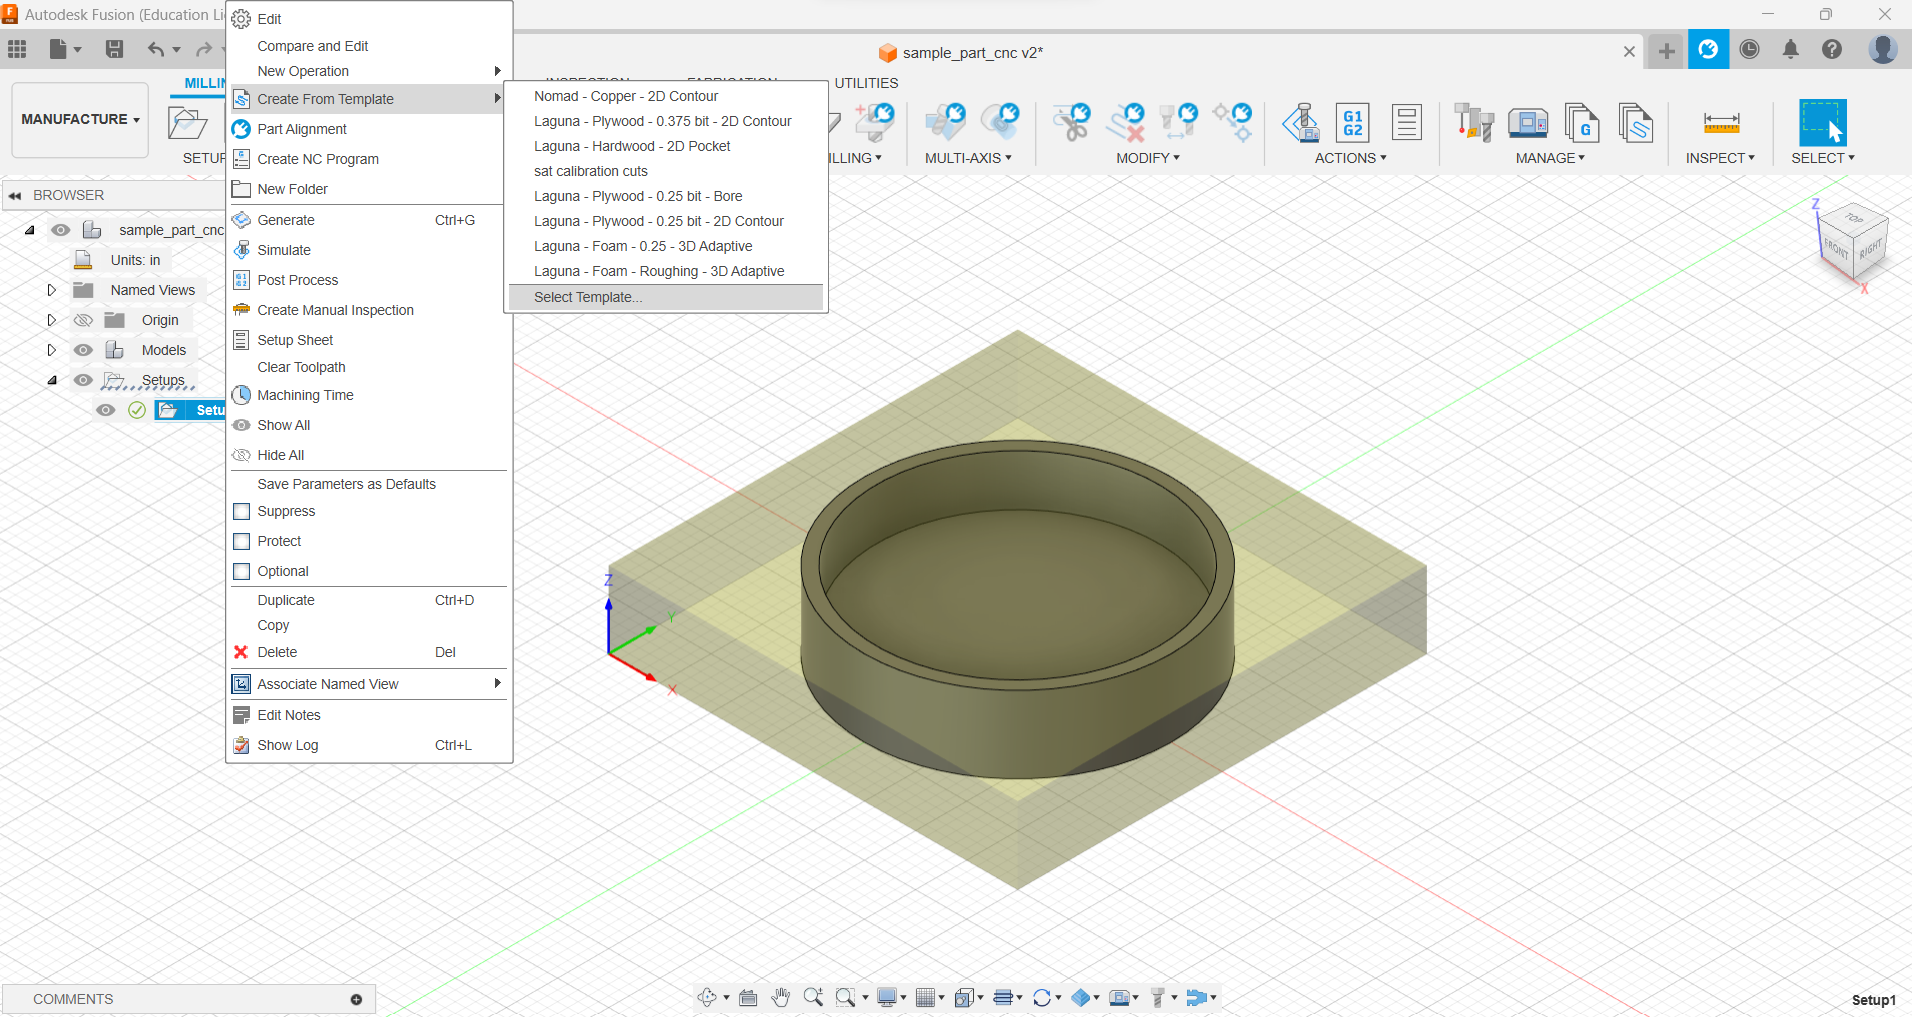 Autodesk Fusion (Education Li
sample_part_cnc v2*
MANUFACTURE
MILLIN
INSPECTION
FABRICATION
UTILITIES
SETUP
ILLING
MULTI-AXIS
MODIFY
G1
G2
ACTIONS
G
MANAGE
INSPECT
SELECT
BROWSER
sample_part_cnc
Units: in
Named Views
Origin
Models
Setups
Setu
Edit
Compare and Edit
New Operation
Create From Template
Part Alignment
Create NC Program
New Folder
Generate Ctrl+G
Simulate
Post Process
Create Manual Inspection
Setup Sheet
Clear Toolpath
Machining Time
Show All
Hide All
Save Parameters as Defaults
Suppress
Protect
Optional
Duplicate Ctrl+D
Copy
Delete Del
Associate Named View
Edit Notes
Show Log Ctrl+L
Nomad - Copper - 2D Contour
Laguna - Plywood - 0.375 bit - 2D Contour
Laguna - Hardwood - 2D Pocket
sat calibration cuts
Laguna - Plywood - 0.25 bit - Bore
Laguna - Plywood - 0.25 bit - 2D Contour
Laguna - Foam - 0.25 - 3D Adaptive
Laguna - Foam - Roughing - 3D Adaptive
Select Template...
Z
TOP
FRONT
RIGHT
X
Z
Y
X
COMMENTS
Setup1